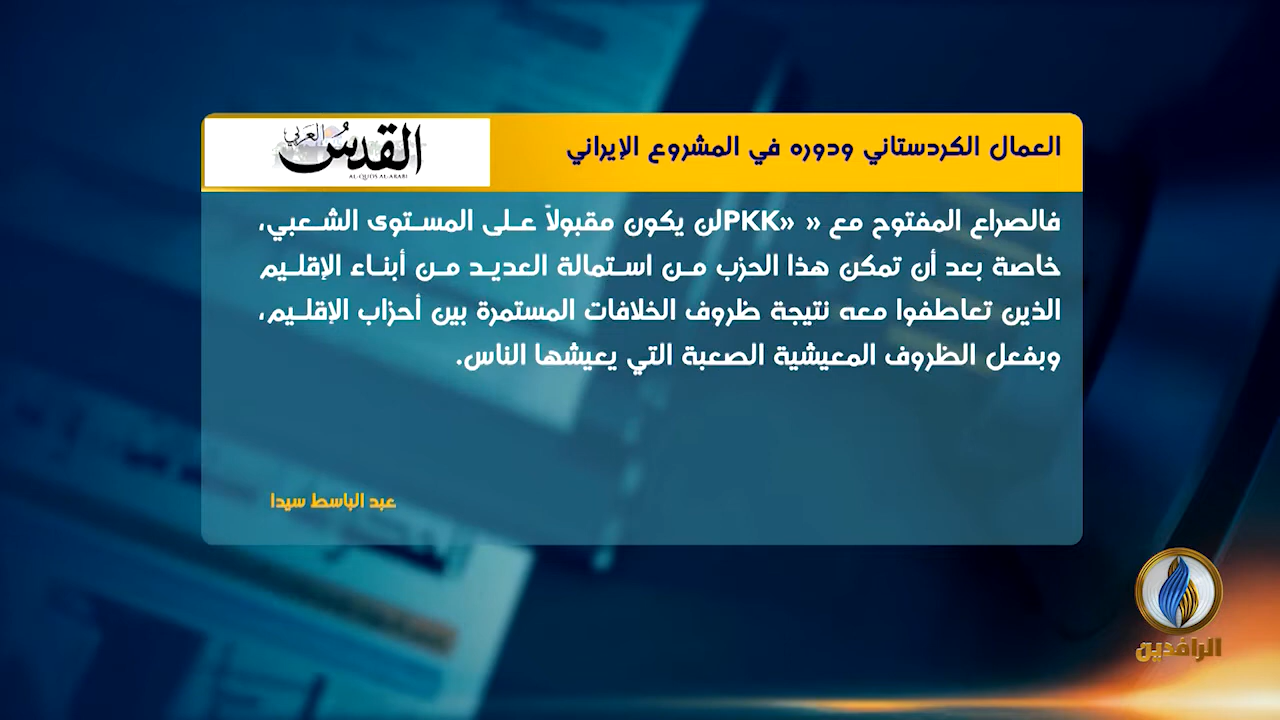 العمال الكردستاني ودوره في المشروع الإيراني
القدس العربي
AL-QUDS AL-ARABI
فالصراع المفتوح مع « «PKKلن يكون مقبولاً على المستوى الشعبي،
خاصة بعد أن تمكن هذا الحزب من استمالة العديد من أبناء الإقليم
الذين تعاطفوا معه نتيجة ظروف الخلافات المستمرة بين أحزاب الإقليم،
وبفعل الظروف المعيشية الصعبة التي يعيشها الناس.
عبد الباسط سيدا
الرافدين